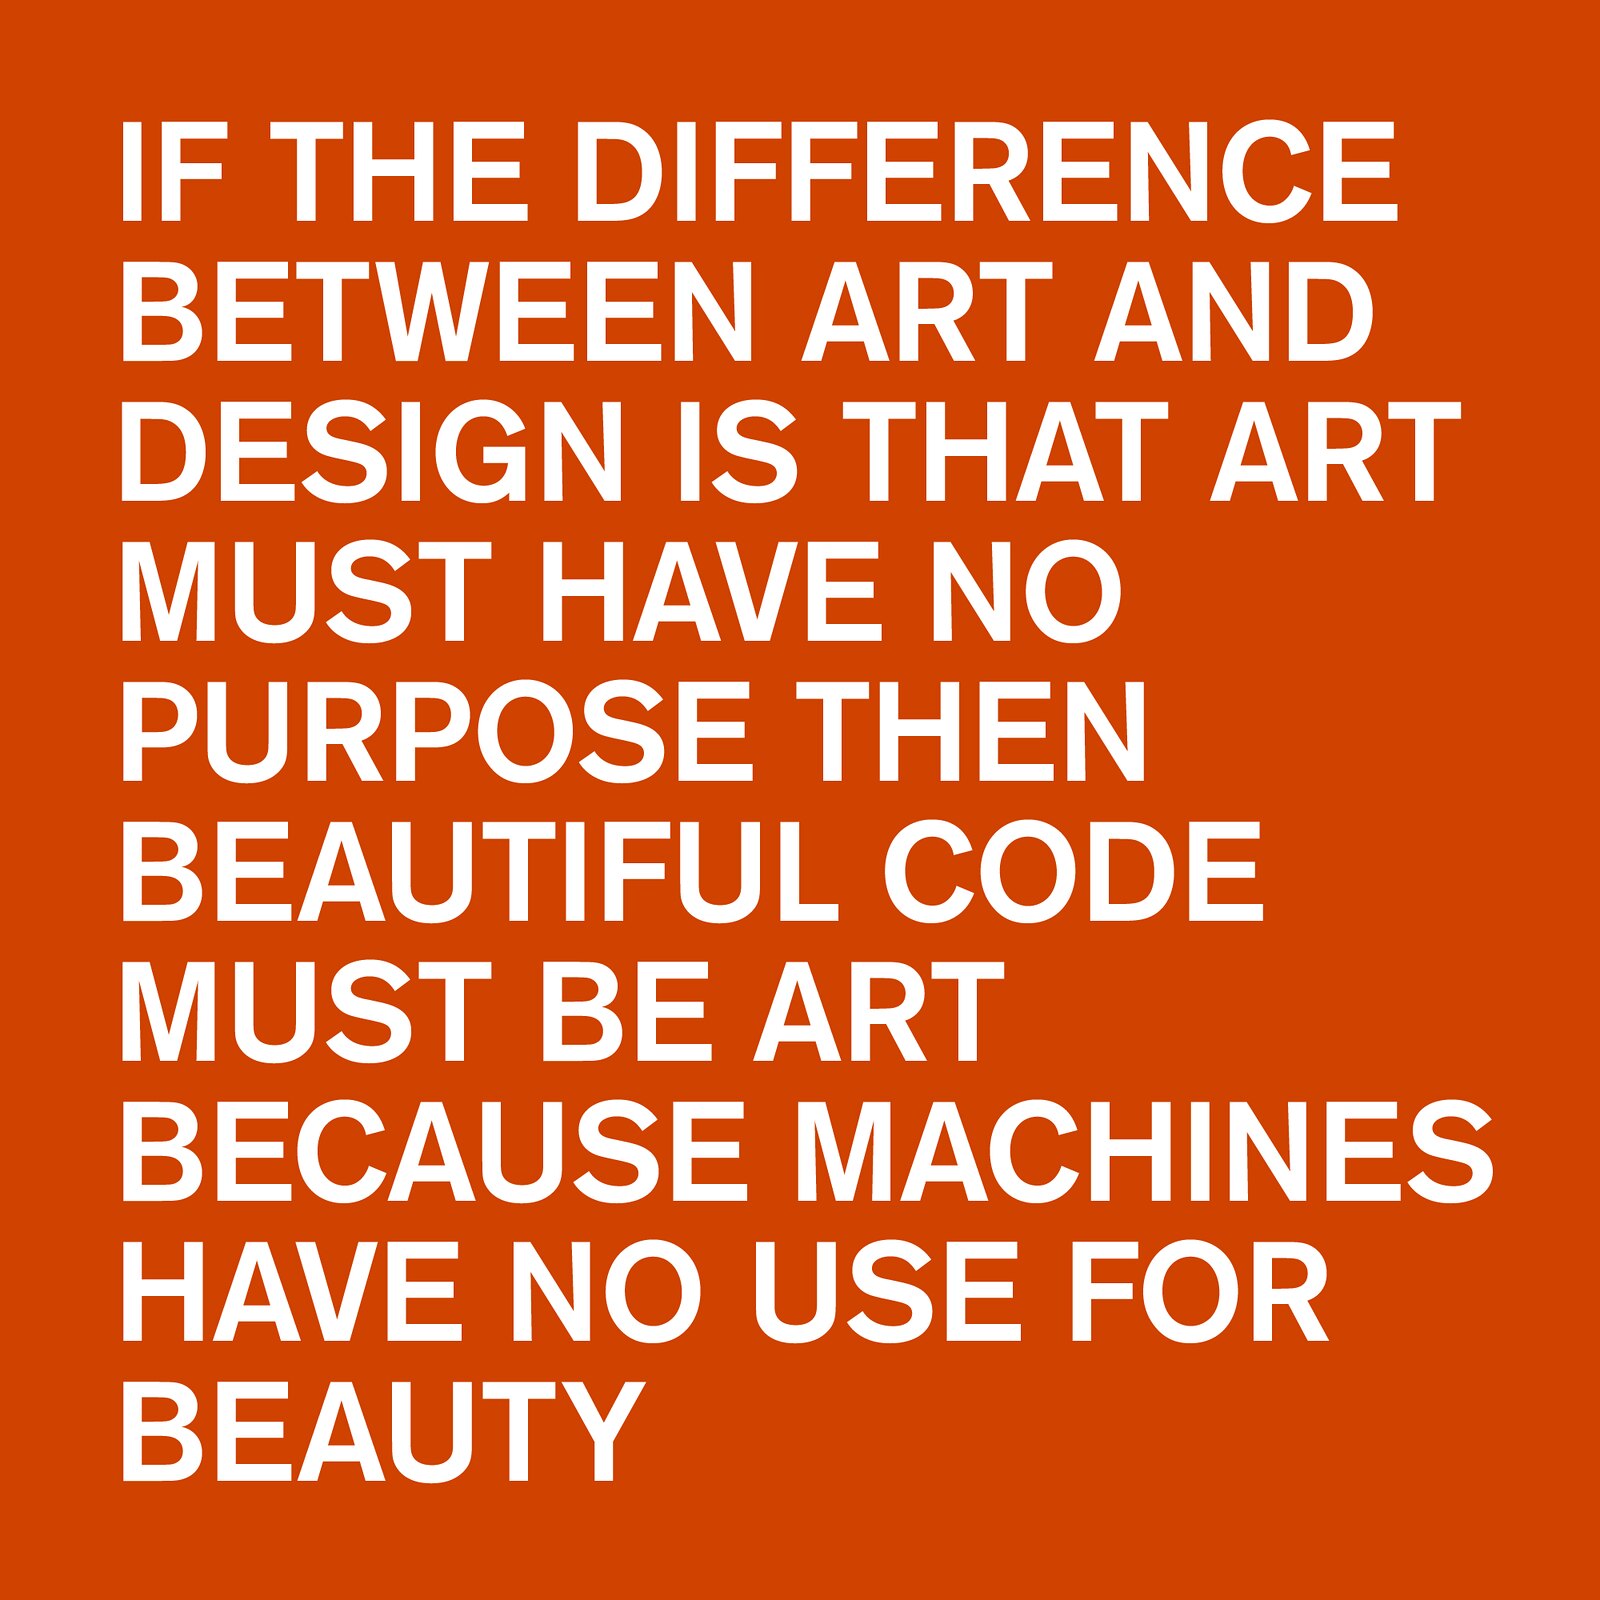 IF THE DIFFERENCE
BETWEEN ART AND
DESIGN IS THAT ART
MUST HAVE NO
PURPOSE THEN
BEAUTIFUL CODE
MUST BE ART
BECAUSE MACHINES
HAVE NO USE FOR
BEAUTY